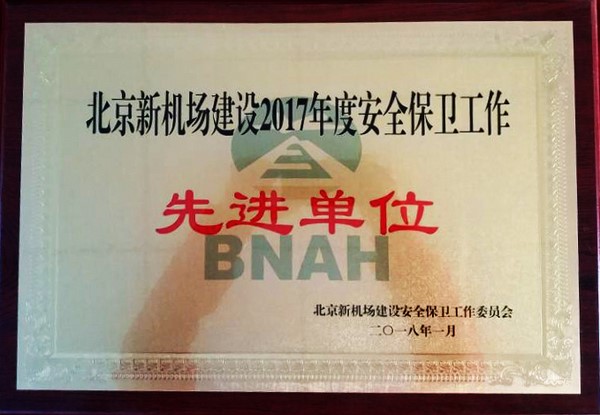 北京新机场建设2017年度安全保卫工作
先进单位
BNAH
北京新机场建设安全保卫工作委员会
二〇一八年一月